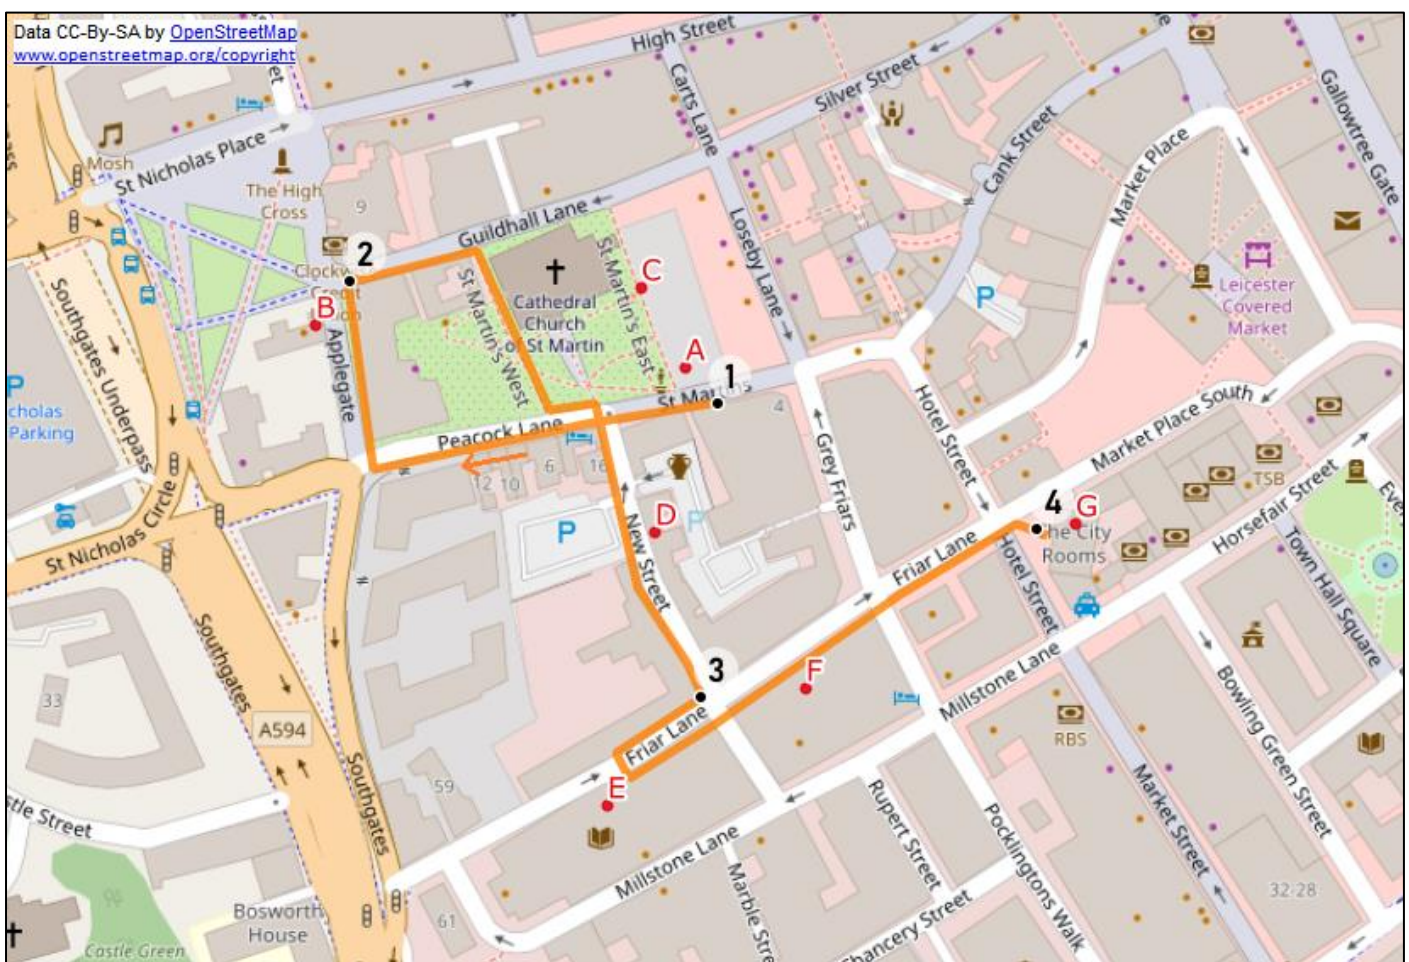 Data CC-By-SA by OpenStreetMap
www.openstreetmap.org/copyright
High Street
Carts Lane
Silver Street
Gallowtree Gate
Cank Street
Market Place
Mosh
St Nicholas Place
The High
Cross
9
Guildhall Lane
Loseby Lane
2
C
B
Applegate
St Martin's West
Cathedral
Church
of St Martin
St Martin's East
A
1
4
P
Leicester
Covered
Market
Southgates Underpass
P
cholas
Parking
Peacock Lane
12 10
6
16
Grey Friars
Hotel Street
Market Place South
TSB
Horsefair Street
St Nicholas Circle
P
D
P
New Street
4
G
The City
Rooms
Friar Lane
Hotel Street
Town Hall Square
Southgates
33
A594
3
F
Friar Lane
E
Millstone Lane
RBS
Bowling Green Street
Southgates
59
stle Street
Millstone Lane
Rupert Street
Pocklingtons Walk
Market Street
32-28
61
Bosworth
House
Castle Green
Marble Stre
Chancery Street